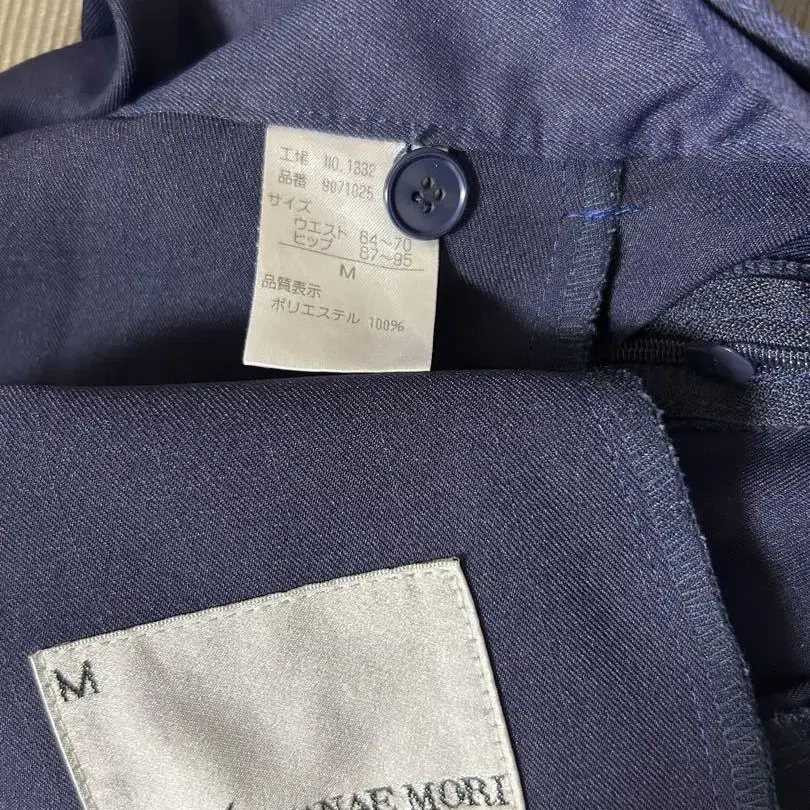 工場 NO.1332
品番 9071025
サイズ
ウエスト 64〜70
ヒップ 87〜95
M
品質表示
ポリエステル 100%
M
NAE MORI